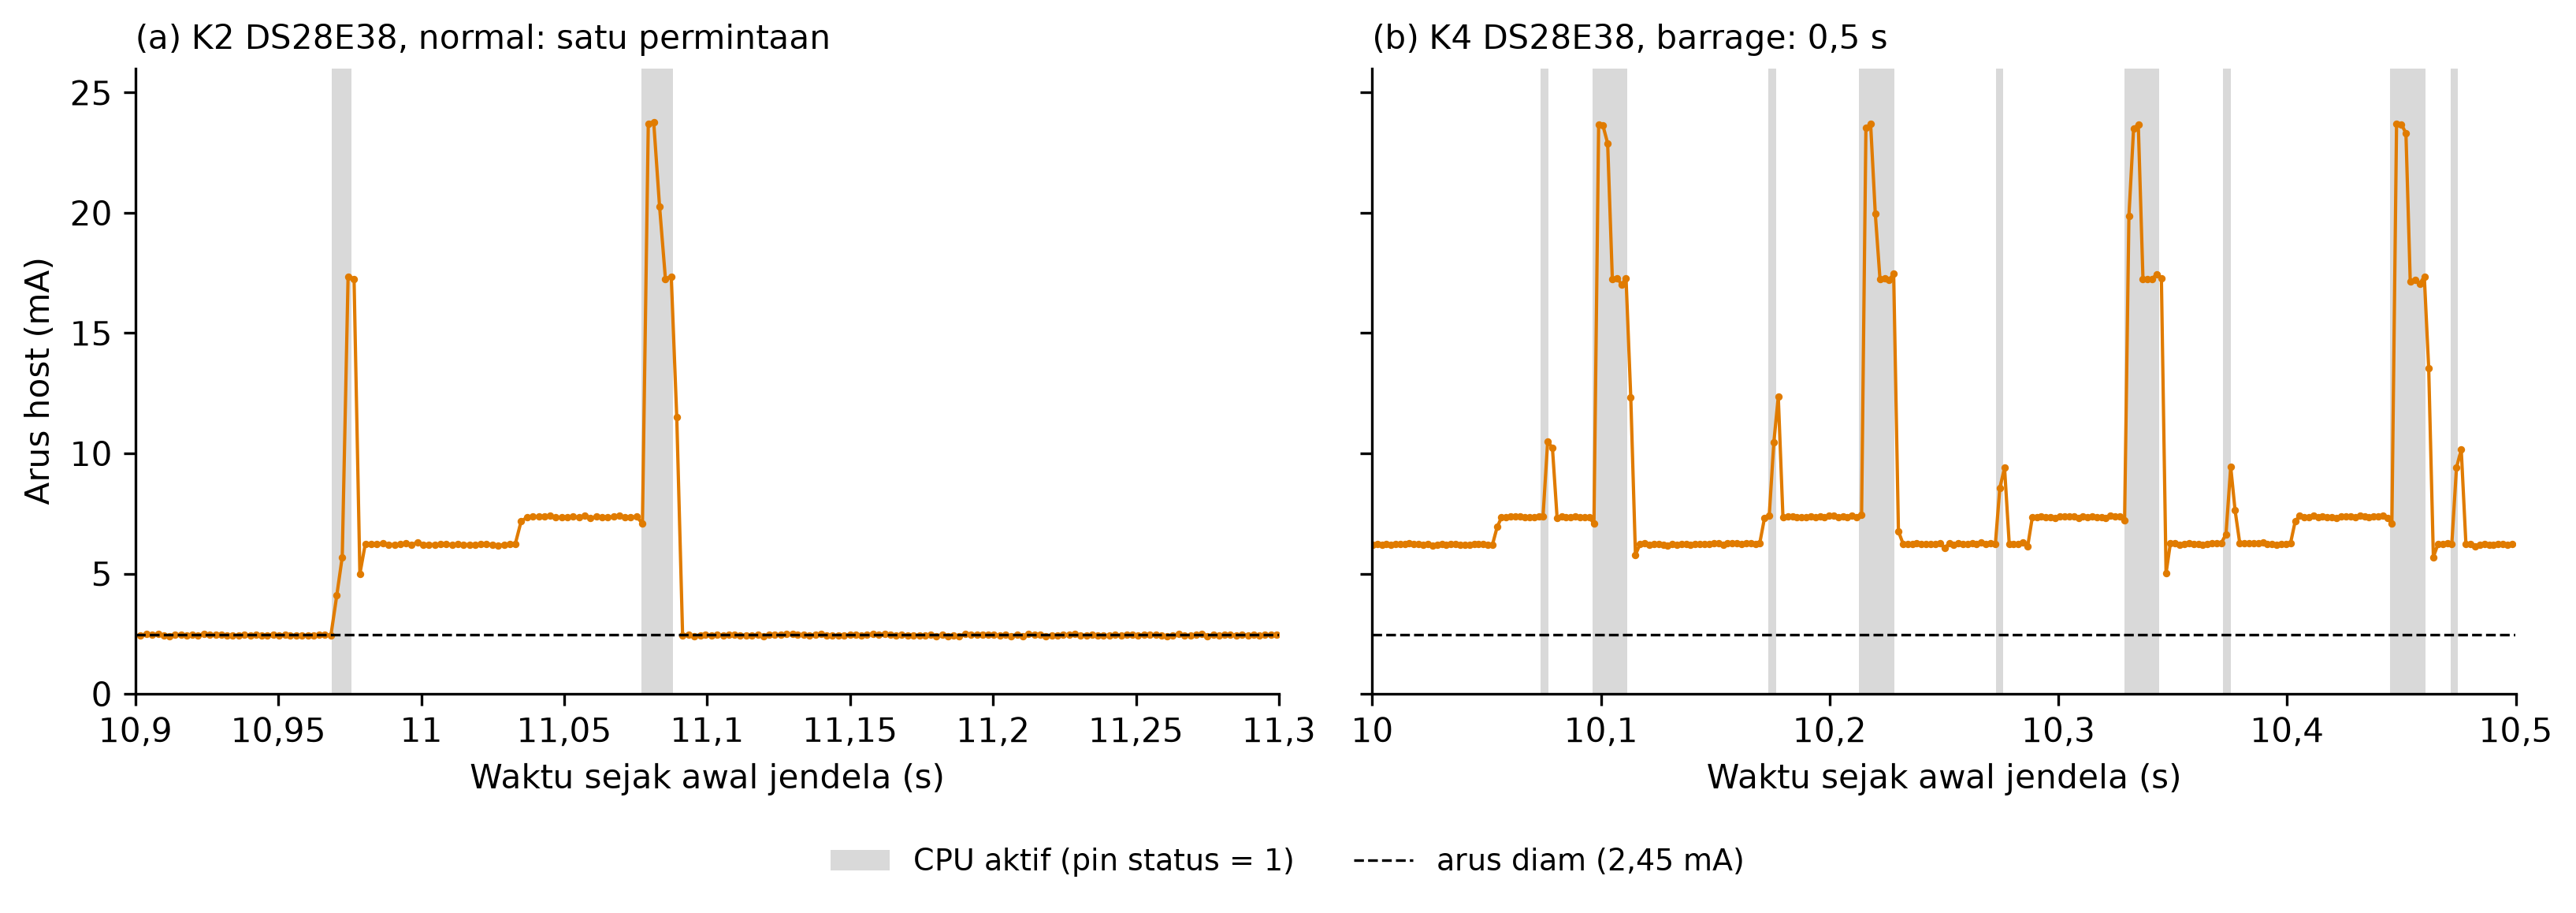 (a) K2 DS28E38, normal: satu permintaan
(b) K4 DS28E38, barrage: 0,5 s
Arus host (mA)
25
20
15
10
5
0
10,9 10,95 11 11,05 11,1 11,15 11,2 11,25 11,3
10 10,1 10,2 10,3 10,4 10,5
Waktu sejak awal jendela (s)
Waktu sejak awal jendela (s)
CPU aktif (pin status = 1)
arus diam (2,45 mA)